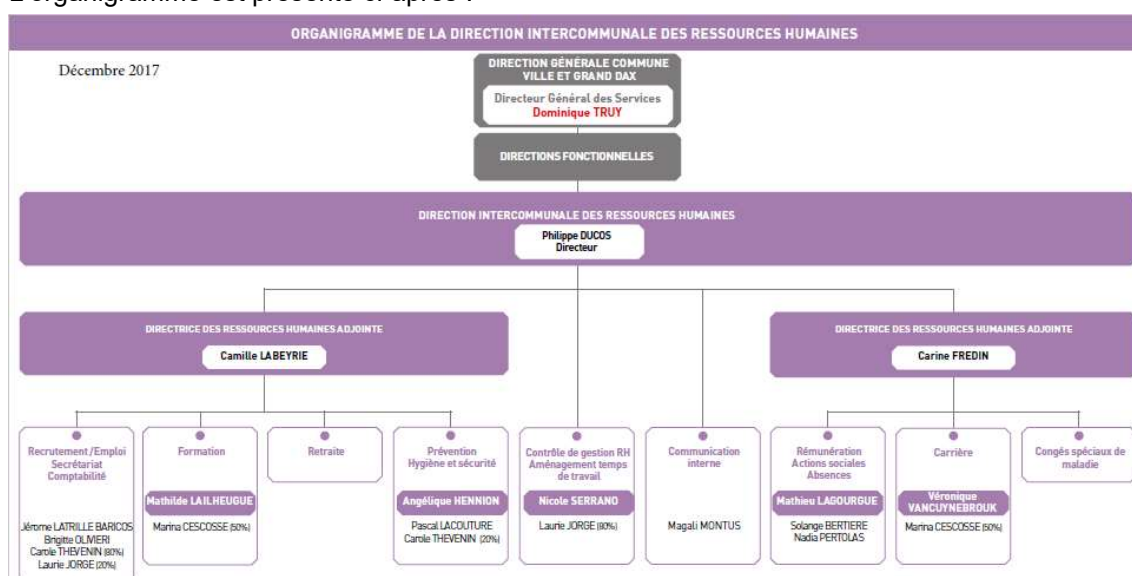 L'organigramme est présenté ci-après :
ORGANIGRAMME DE LA DIRECTION INTERCOMMUNALE DES RESSOURCES HUMAINES
Décembre 2017
DIRECTION GÉNÉRALE COMMUNE
VILLE ET GRAND DAX
Directeur Général des Services
Dominique TRUY
DIRECTIONS FONCTIONNELLES
DIRECTION INTERCOMMUNALE DES RESSOURCES HUMAINES
Philippe DUCOS
Directeur
DIRECTRICE DES RESSOURCES HUMAINES ADJOINTE
Camille LABEYRIE
DIRECTRICE DES RESSOURCES HUMAINES ADJOINTE
Carine FREDIN
Recrutement /Emploi
Secrétariat
Comptabilité
Jérome LATRILLE BARICOS
Brigitte OLIVIERI
Carole THEVENIN (80%)
Laurie JORGE (20%)
Formation
Mathilde LAILHEUGUE
Marina CESCOSSE (50%)
Retraite
Prévention
Hygiène et sécurité
Angélique HENNION
Pascal LACOUTURE
Carole THEVENIN (20%)
Contrôle de gestion RH
Aménagement temps
de travail
Nicole SERRANO
Laurie JORGE (80%)
Communication
interne
Magali MONTUS
Rémunération
Actions sociales
Absences
Mathieu LAGOURGUE
Solange BERTIERE
Nadia PERTOLAS
Carrière
Véronique
VANCUYNEBROUK
Marina CESCOSSE (50%)
Congés spéciaux de
maladie